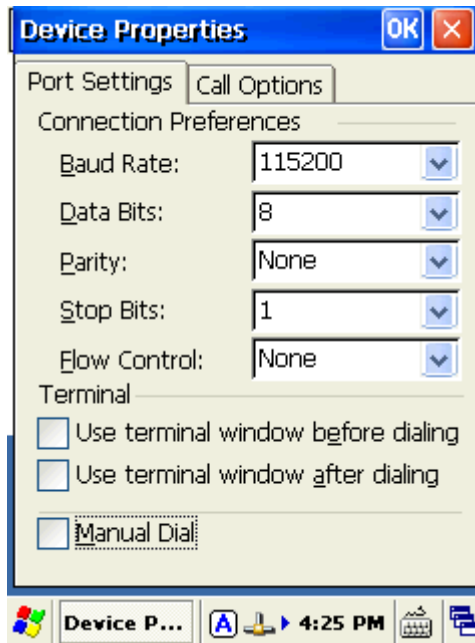 Device Properties OK
Port Settings Call Options
Connection Preferences
Baud Rate: 115200
Data Bits: 8
Parity: None
Stop Bits: 1
Flow Control: None
Terminal
Use terminal window before dialing
Use terminal window after dialing
Manual Dial
Device P... A 4:25 PM